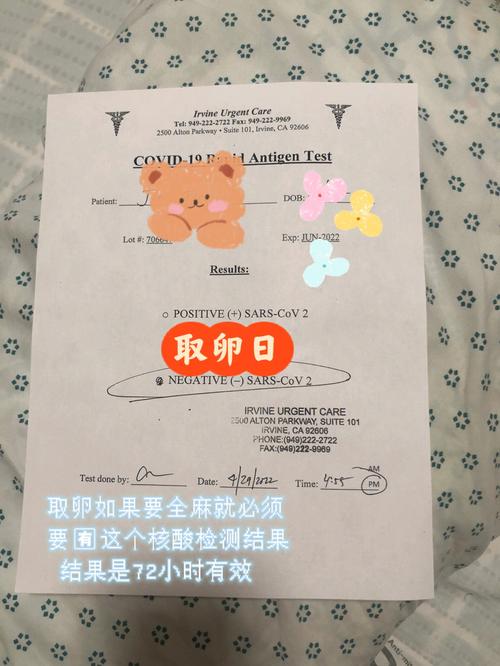 Irvine Urgent Care
Tel: 949-222-2722 Fax: 949-222-9969
2500 Alton Parkway • Suite 101, Irvine, CA 92606
COVID-19 Antigen Test
Patient:
DOB:
Lot #:
Exp: JUN-2022
Results:
POSITIVE (+) SARS-CoV 2
取卵日
NEGATIVE (–) SARS-CoV 2
IRVINE URGENT CARE
2500 ALTON PARKWAY, SUITE 101
IRVINE, CA 92606
PHONE:(949)222-2722
FAX:(949)222-9969
Test done by:
Date: 4/29/2022
Time: 4:55 AM
PM
取卵如果要全麻就必须
要有这个核酸检测结果
结果是72小时有效